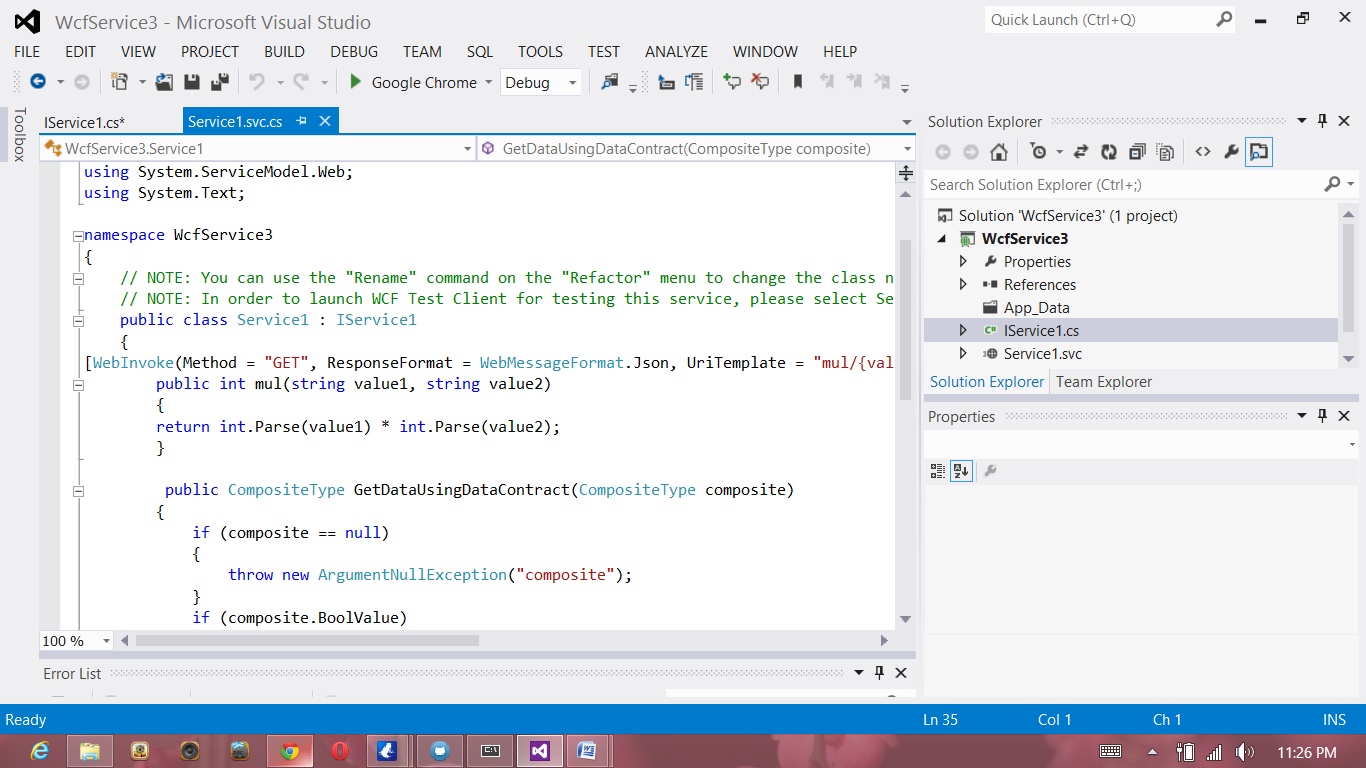 WcfService3 - Microsoft Visual Studio
Quick Launch (Ctrl+Q)
FILE EDIT VIEW PROJECT BUILD DEBUG TEAM SQL TOOLS TEST ANALYZE WINDOW HELP
Google Chrome Debug
Toolbox
IService1.cs* Service1.svc.cs
WcfService3.Service1 GetDataUsingDataContract(CompositeType composite)
using System.ServiceModel.Web;
using System.Text;
namespace WcfService3
{
// NOTE: You can use the "Rename" command on the "Refactor" menu to change the class n
// NOTE: In order to launch WCF Test Client for testing this service, please select Se
public class Service1 : IService1
{
[WebInvoke(Method = "GET", ResponseFormat = WebMessageFormat.Json, UriTemplate = "mul/{val
public int mul(string value1, string value2)
{
return int.Parse(value1) * int.Parse(value2);
}
public CompositeType GetDataUsingDataContract(CompositeType composite)
{
if (composite == null)
{
throw new ArgumentNullException("composite");
}
if (composite.BoolValue)
100 %
Error List
Solution Explorer
Search Solution Explorer (Ctrl+;)
Solution 'WcfService3' (1 project)
WcfService3
Properties
References
App_Data
C# IService1.cs
Service1.svc
Solution Explorer Team Explorer
Properties
Ready Ln 35 Col 1 Ch 1 INS
11:26 PM